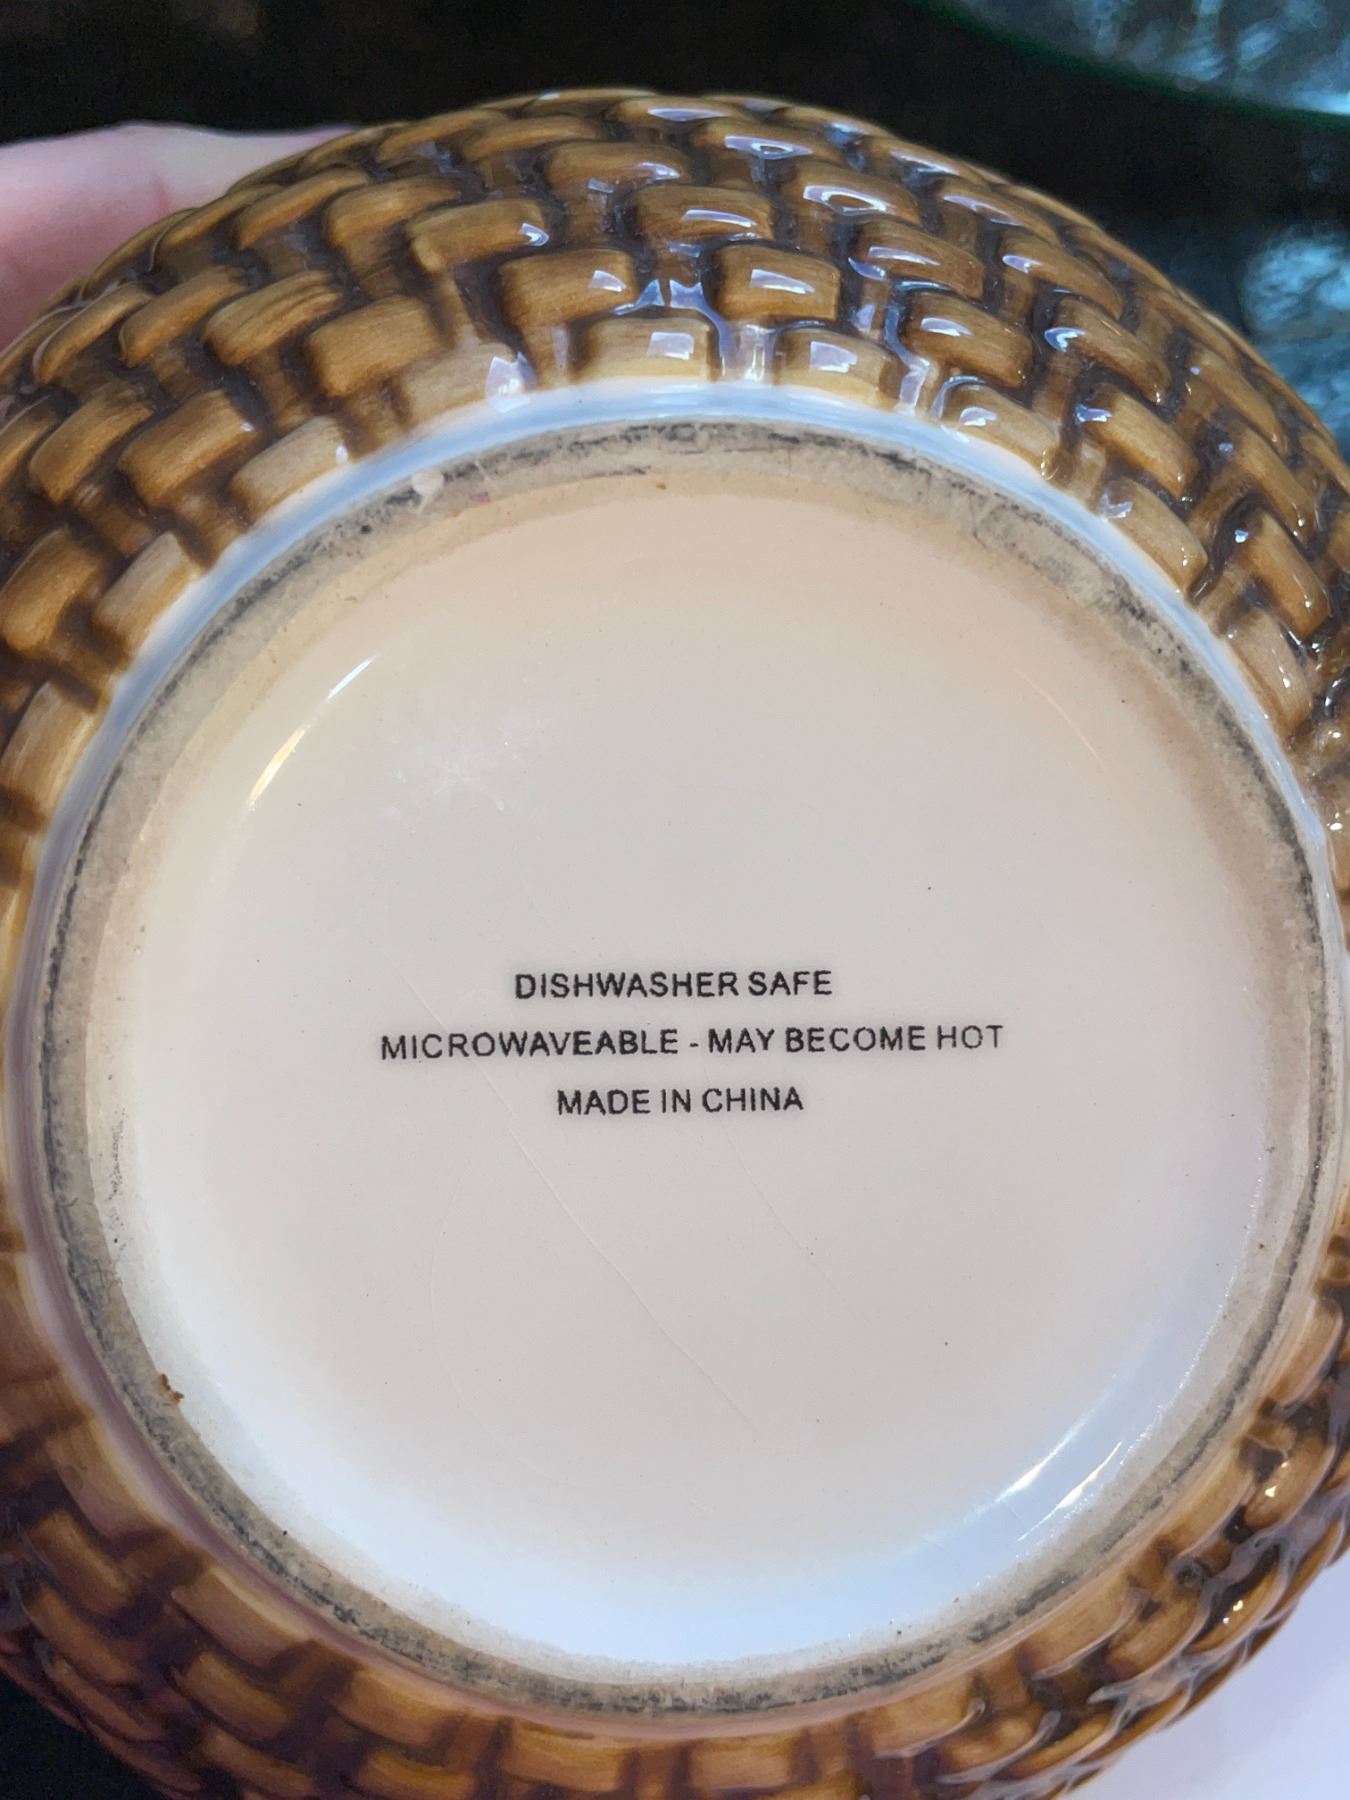 DISHWASHER SAFE
MICROWAVEABLE - MAY BECOME HOT
MADE IN CHINA